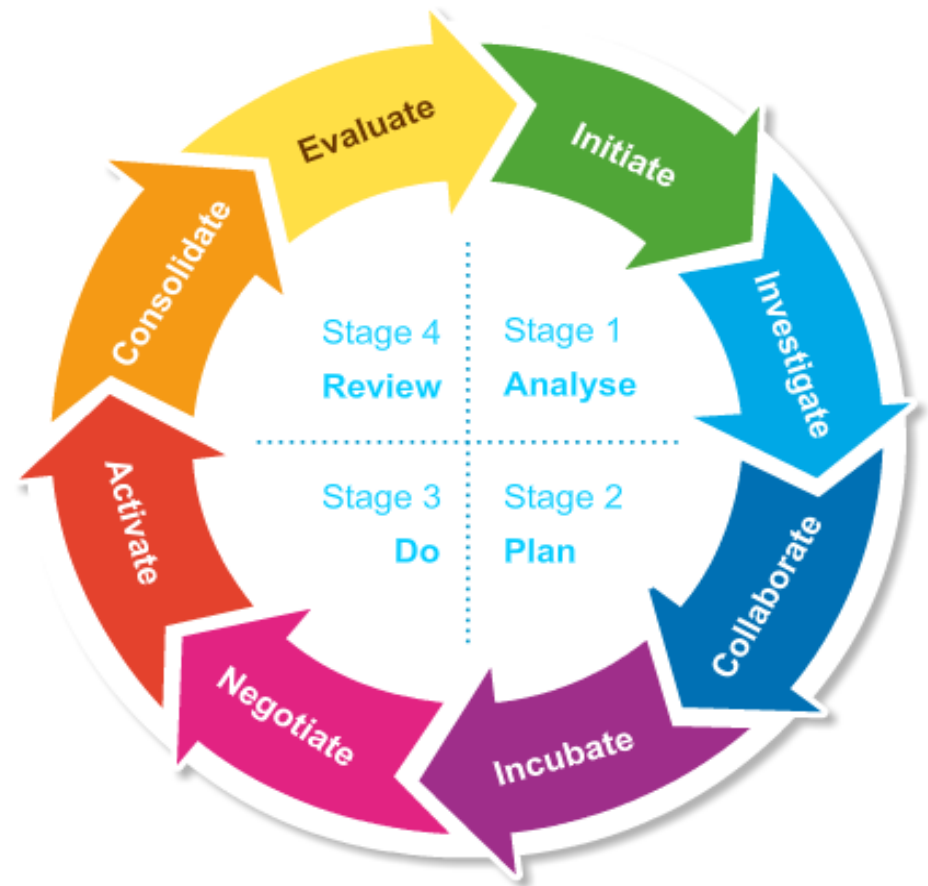 Evaluate
Initiate
Investigate
Collaborate
Incubate
Negotiate
Activate
Consolidate
Stage 4
Review
Stage 1
Analyse
Stage 3
Do
Stage 2
Plan